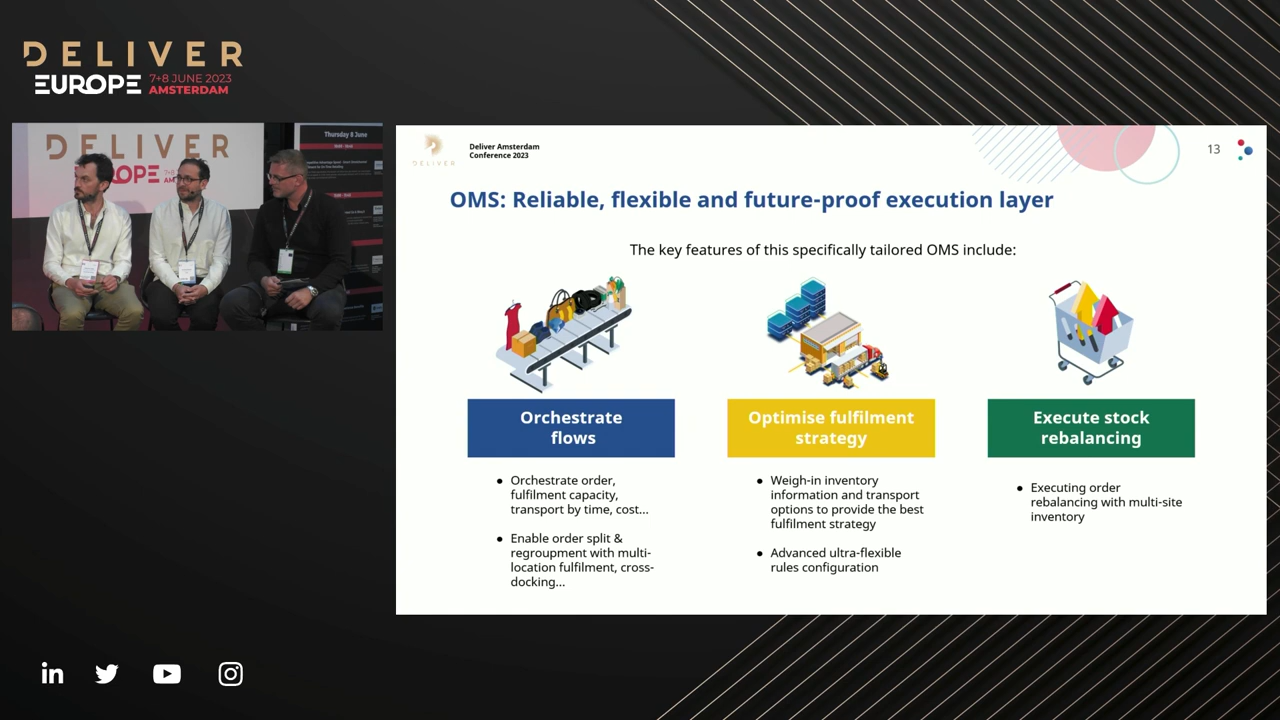 DELIVER
EUROPE 7+8 JUNE 2023
AMSTERDAM
DELIVER
Thursday 8 June
Deliver Amsterdam
Conference 2023
DELIVER
13
OMS: Reliable, flexible and future-proof execution layer
The key features of this specifically tailored OMS include:
Orchestrate
flows
● Orchestrate order,
fulfilment capacity,
transport by time, cost...
● Enable order split &
regroupment with multi-
location fulfilment, cross-
docking...
Optimise fulfilment
strategy
● Weigh-in inventory
information and transport
options to provide the best
fulfilment strategy
● Advanced ultra-flexible
rules configuration
Execute stock
rebalancing
● Executing order
rebalancing with multi-site
inventory
in